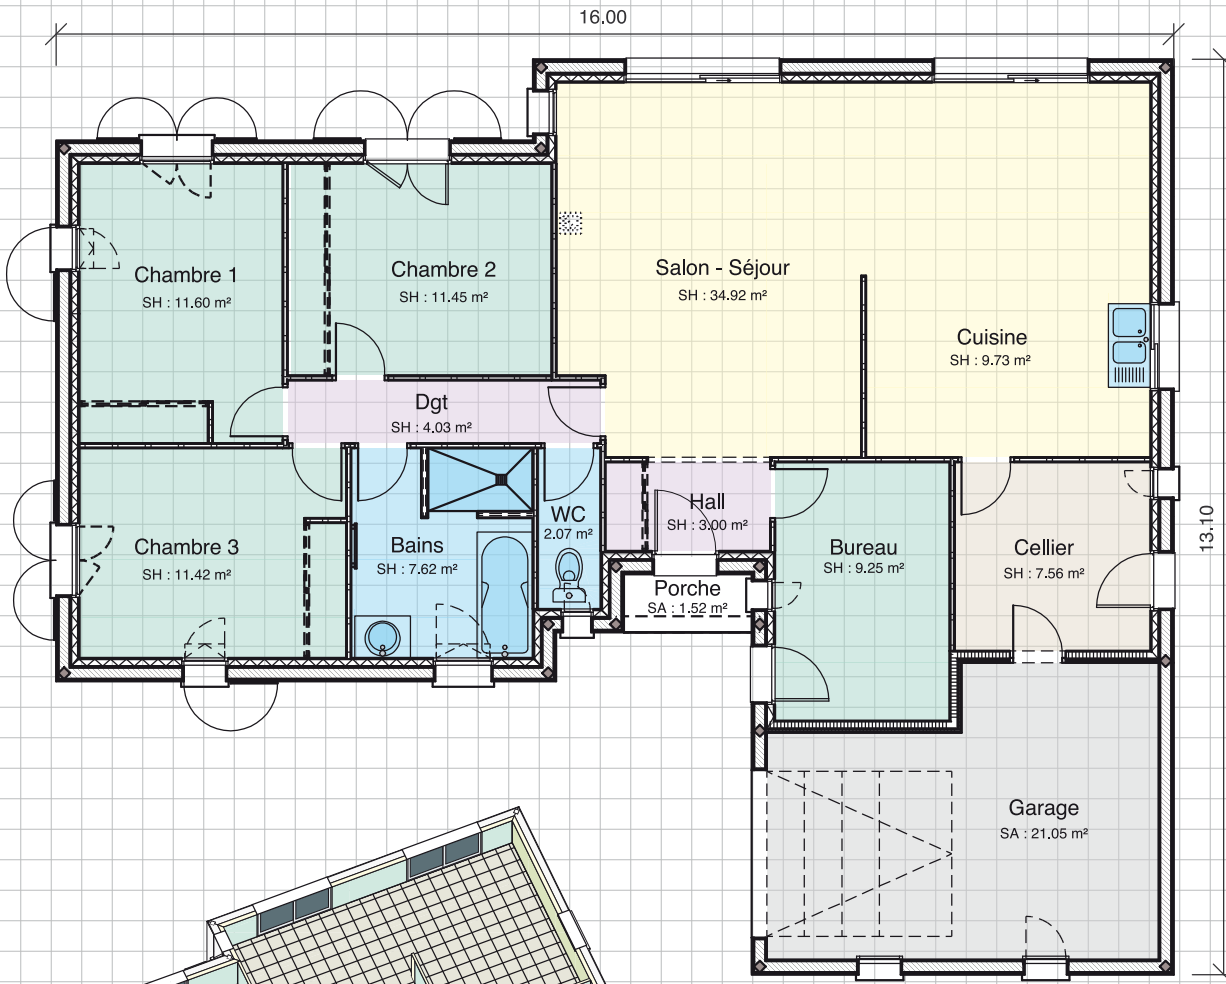 16.00
Chambre 1
SH : 11.60 m²
Chambre 2
SH : 11.45 m²
Salon - Séjour
SH : 34.92 m²
Cuisine
SH : 9.73 m²
Dgt
SH : 4.03 m²
Hall
SH : 3.00 m²
WC
2.07 m²
Chambre 3
SH : 11.42 m²
Bains
SH : 7.62 m²
Bureau
SH : 9.25 m²
Cellier
SH : 7.56 m²
13.10
Porche
SA : 1.52 m²
Garage
SA : 21.05 m²